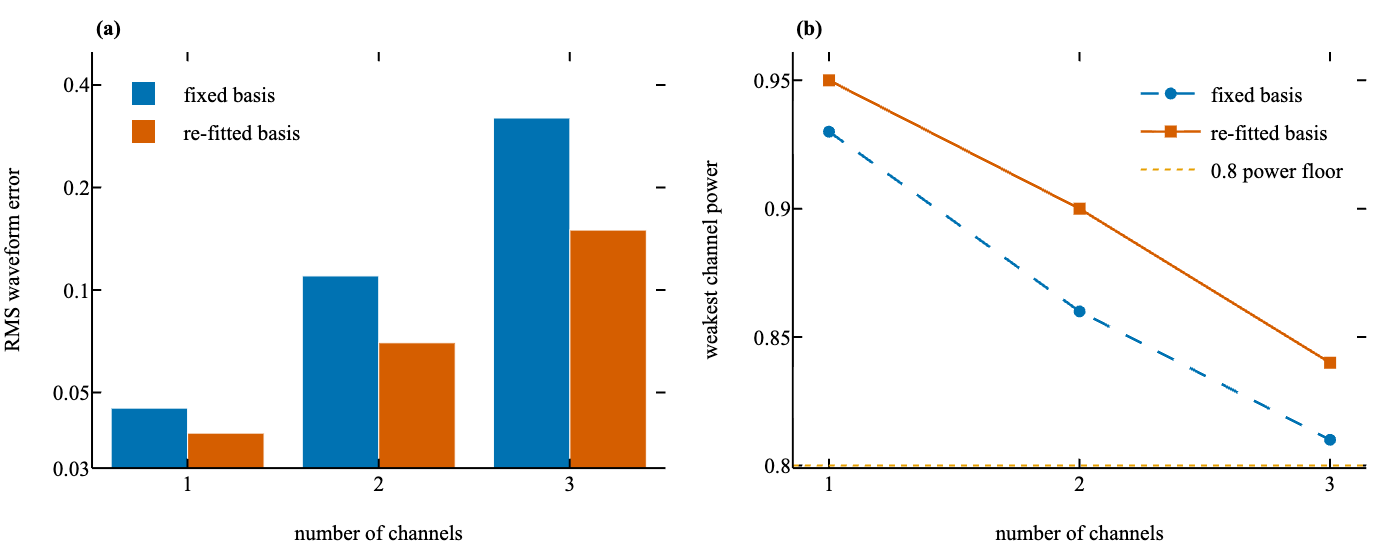 (a)
RMS waveform error
0.4
0.2
0.1
0.05
0.03
fixed basis
re-fitted basis
1
2
3
number of channels
(b)
weakest channel power
0.95
0.9
0.85
0.8
fixed basis
re-fitted basis
0.8 power floor
1
2
3
number of channels